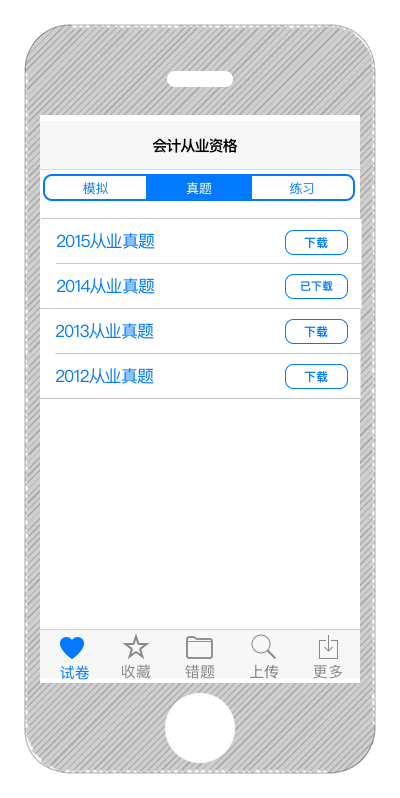 会计从业资格
模拟 真题 练习
2015从业真题 下载
2014从业真题 已下载
2013从业真题 下载
2012从业真题 下载
试卷 收藏 错题 上传 更多